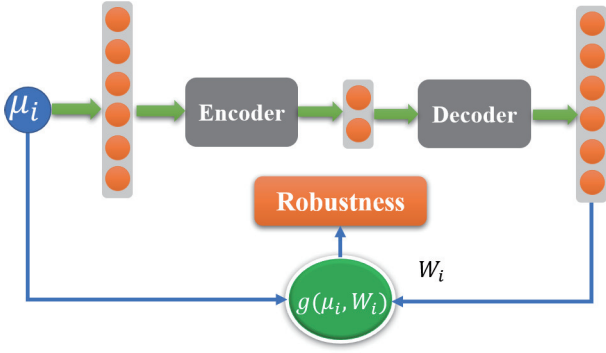 μᵢ
Encoder
Decoder
Robustness
Wᵢ
g(μᵢ, Wᵢ)